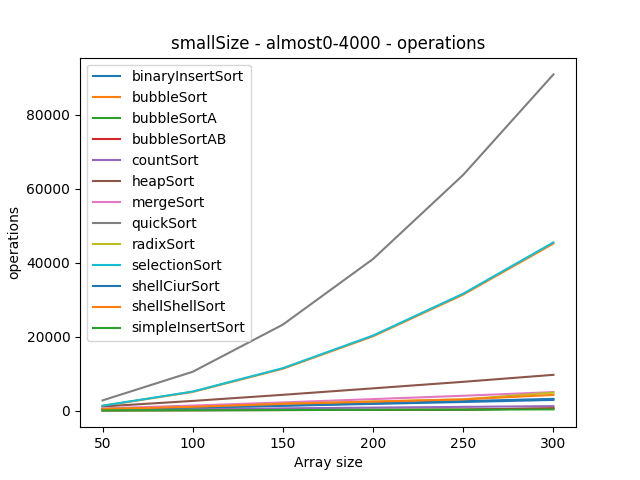 smallSize - almost0-4000 - operations
binaryInsertSort
bubbleSort
bubbleSortA
bubbleSortAB
countSort
heapSort
mergeSort
quickSort
radixSort
selectionSort
shellCiurSort
shellShellSort
simpleInsertSort
operations
80000
60000
40000
20000
0
50
100
150
200
250
300
Array size